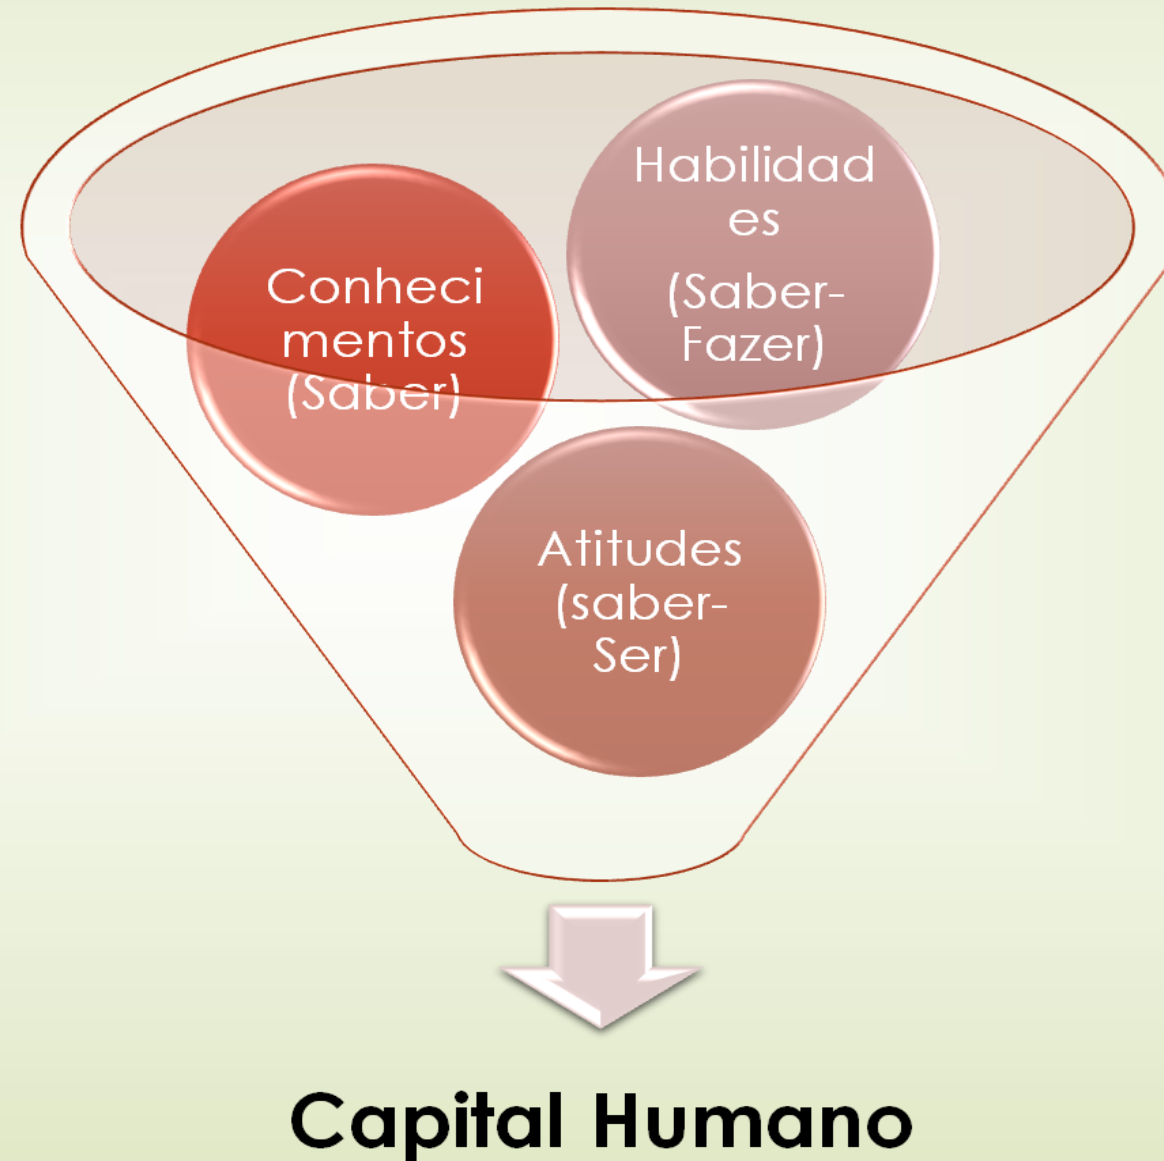 Conheci
mentos
(Saber)
Habilidad
es
(Saber-
Fazer)
Atitudes
(saber-
Ser)
Capital Humano